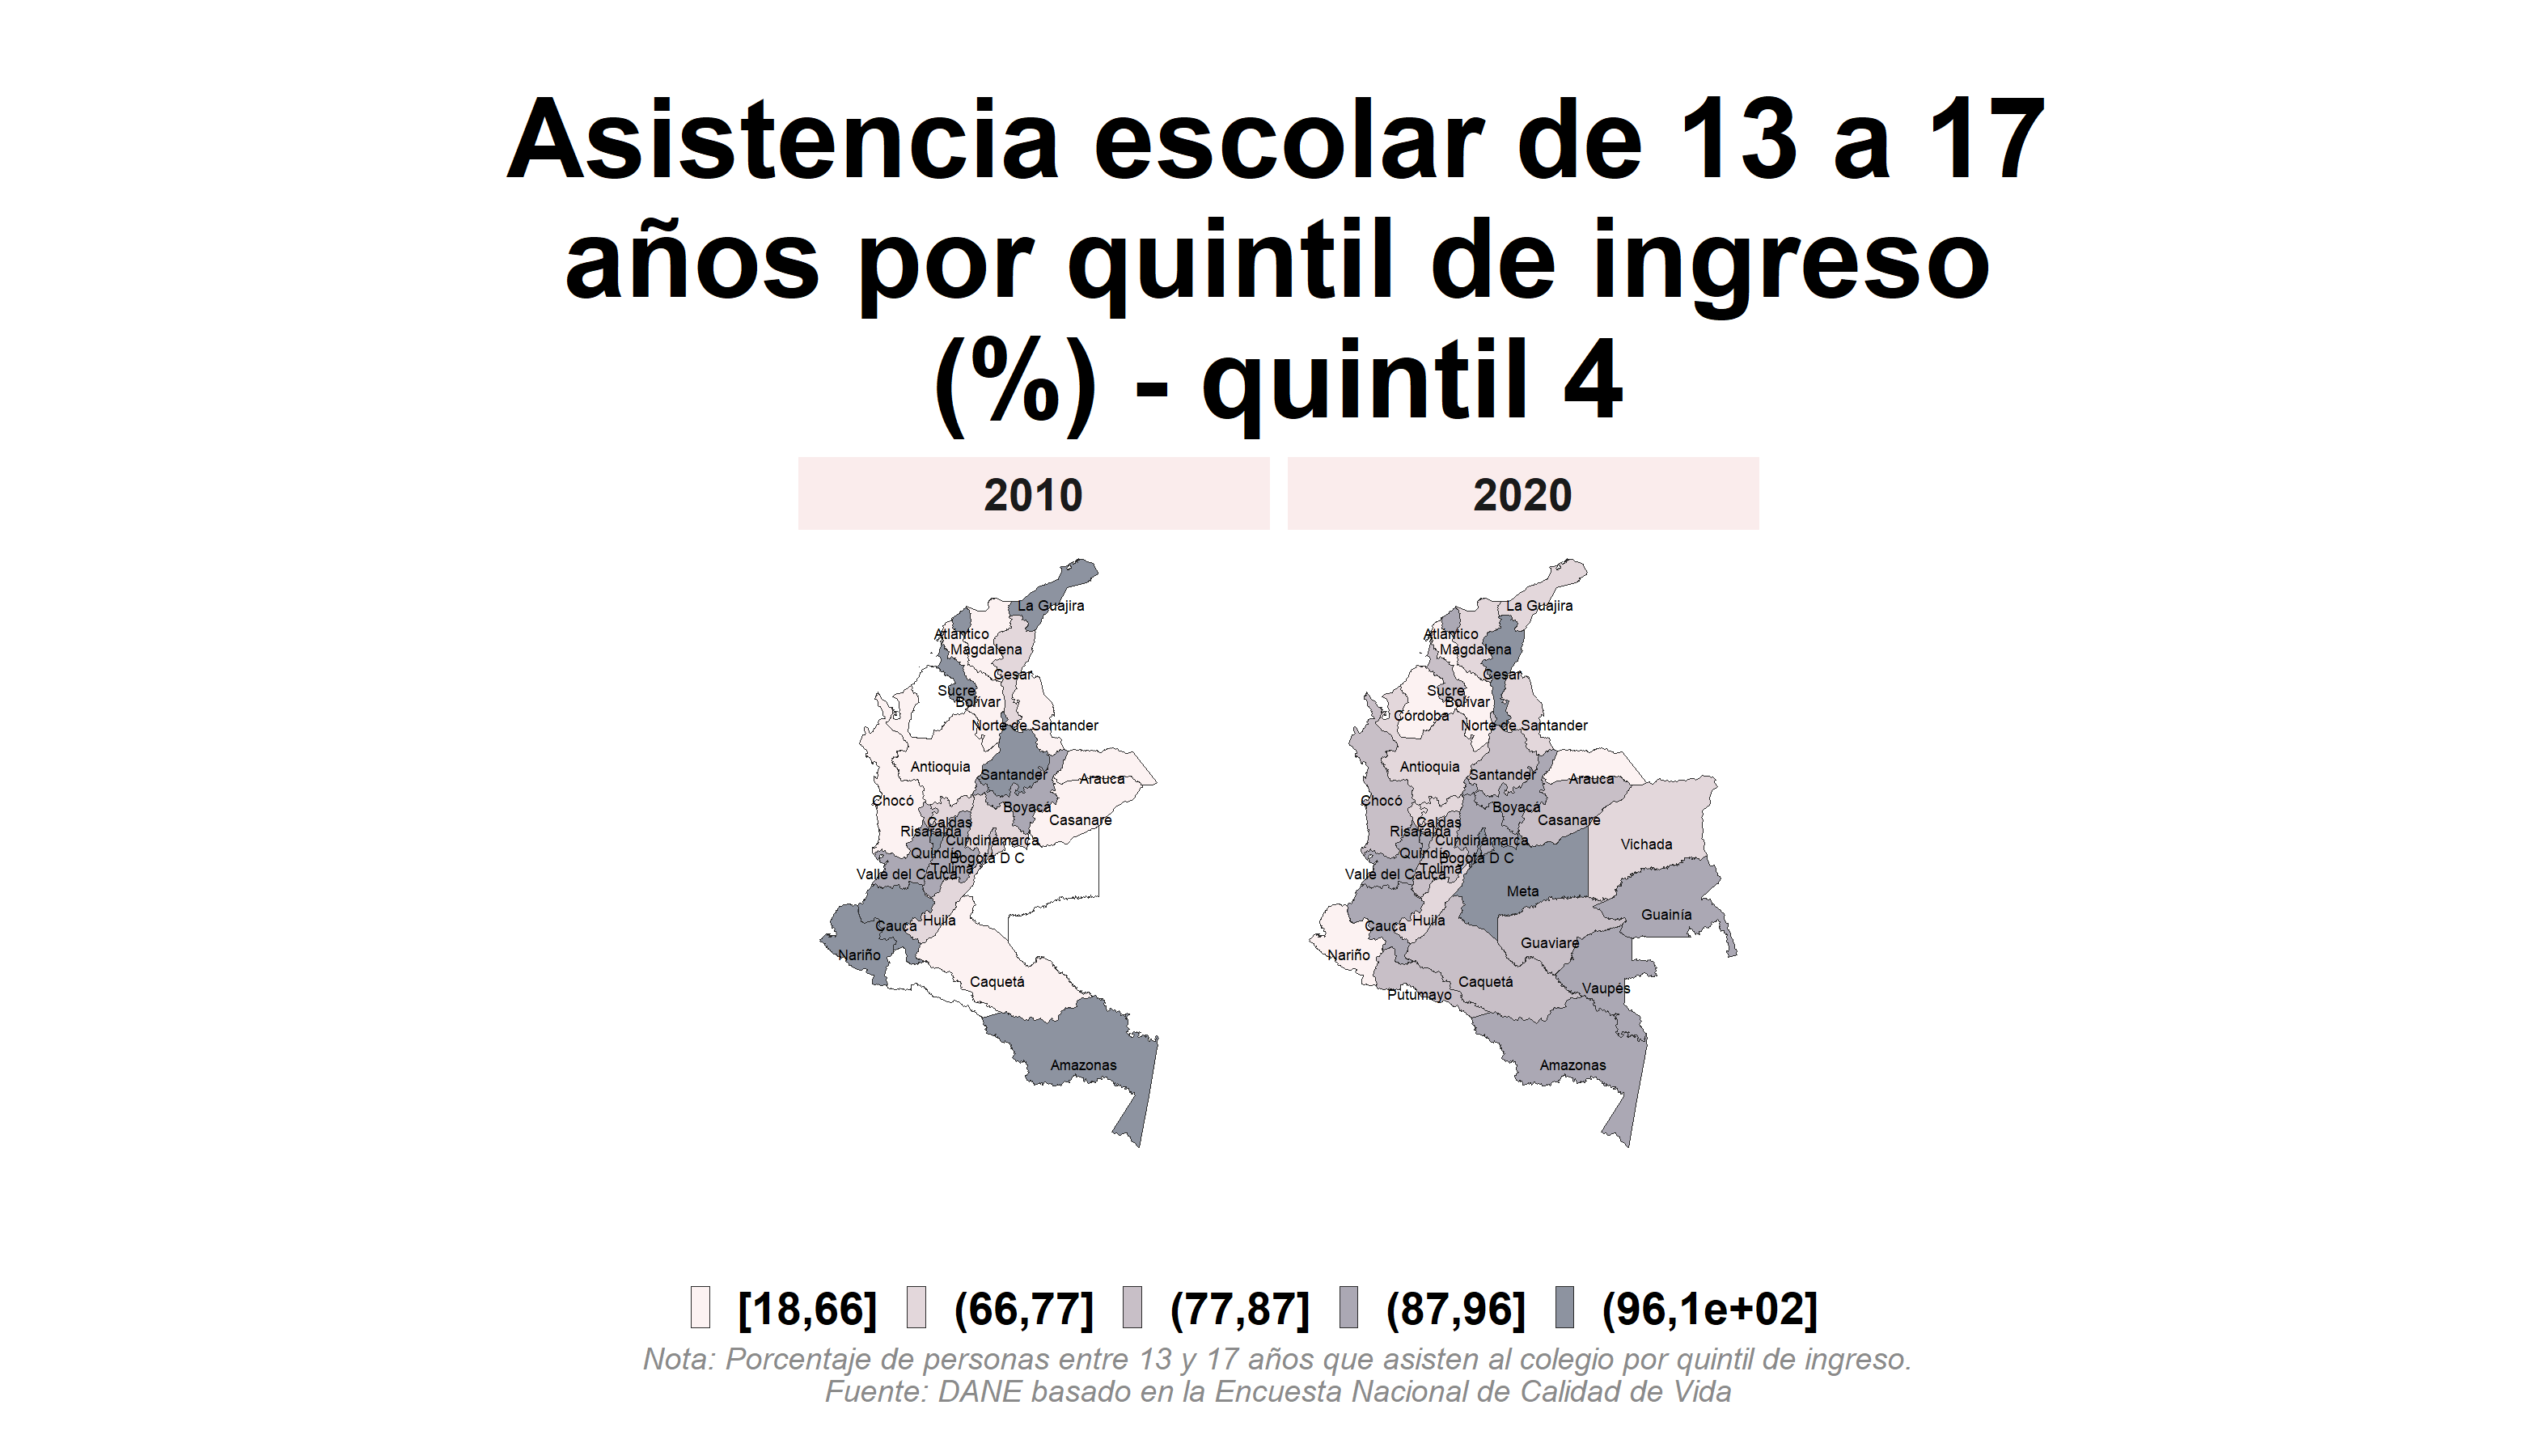 Asistencia escolar de 13 a 17
años por quintil de ingreso
(%) - quintil 4
2010
2020
La Guajira
Atlántico
Magdalena
Cesar
Sucre
Bolívar
Norte de Santander
Antioquia
Santander
Arauca
Chocó
Boyacá
Caldas
Casanare
Risaralda
Cundinamarca
Quindío
Bogotá D C
Tolima
Valle del Cauca
Huila
Cauca
Nariño
Caquetá
Amazonas
La Guajira
Atlántico
Magdalena
Cesar
Sucre
Bolívar
Córdoba
Norte de Santander
Antioquia
Santander
Arauca
Chocó
Boyacá
Caldas
Casanare
Risaralda
Cundinamarca
Vichada
Quindío
Bogotá D C
Tolima
Valle del Cauca
Meta
Guainía
Huila
Cauca
Guaviare
Nariño
Caquetá
Vaupés
Putumayo
Amazonas
[18,66] (66,77] (77,87] (87,96] (96,1e+02]
Nota: Porcentaje de personas entre 13 y 17 años que asisten al colegio por quintil de ingreso.
Fuente: DANE basado en la Encuesta Nacional de Calidad de Vida